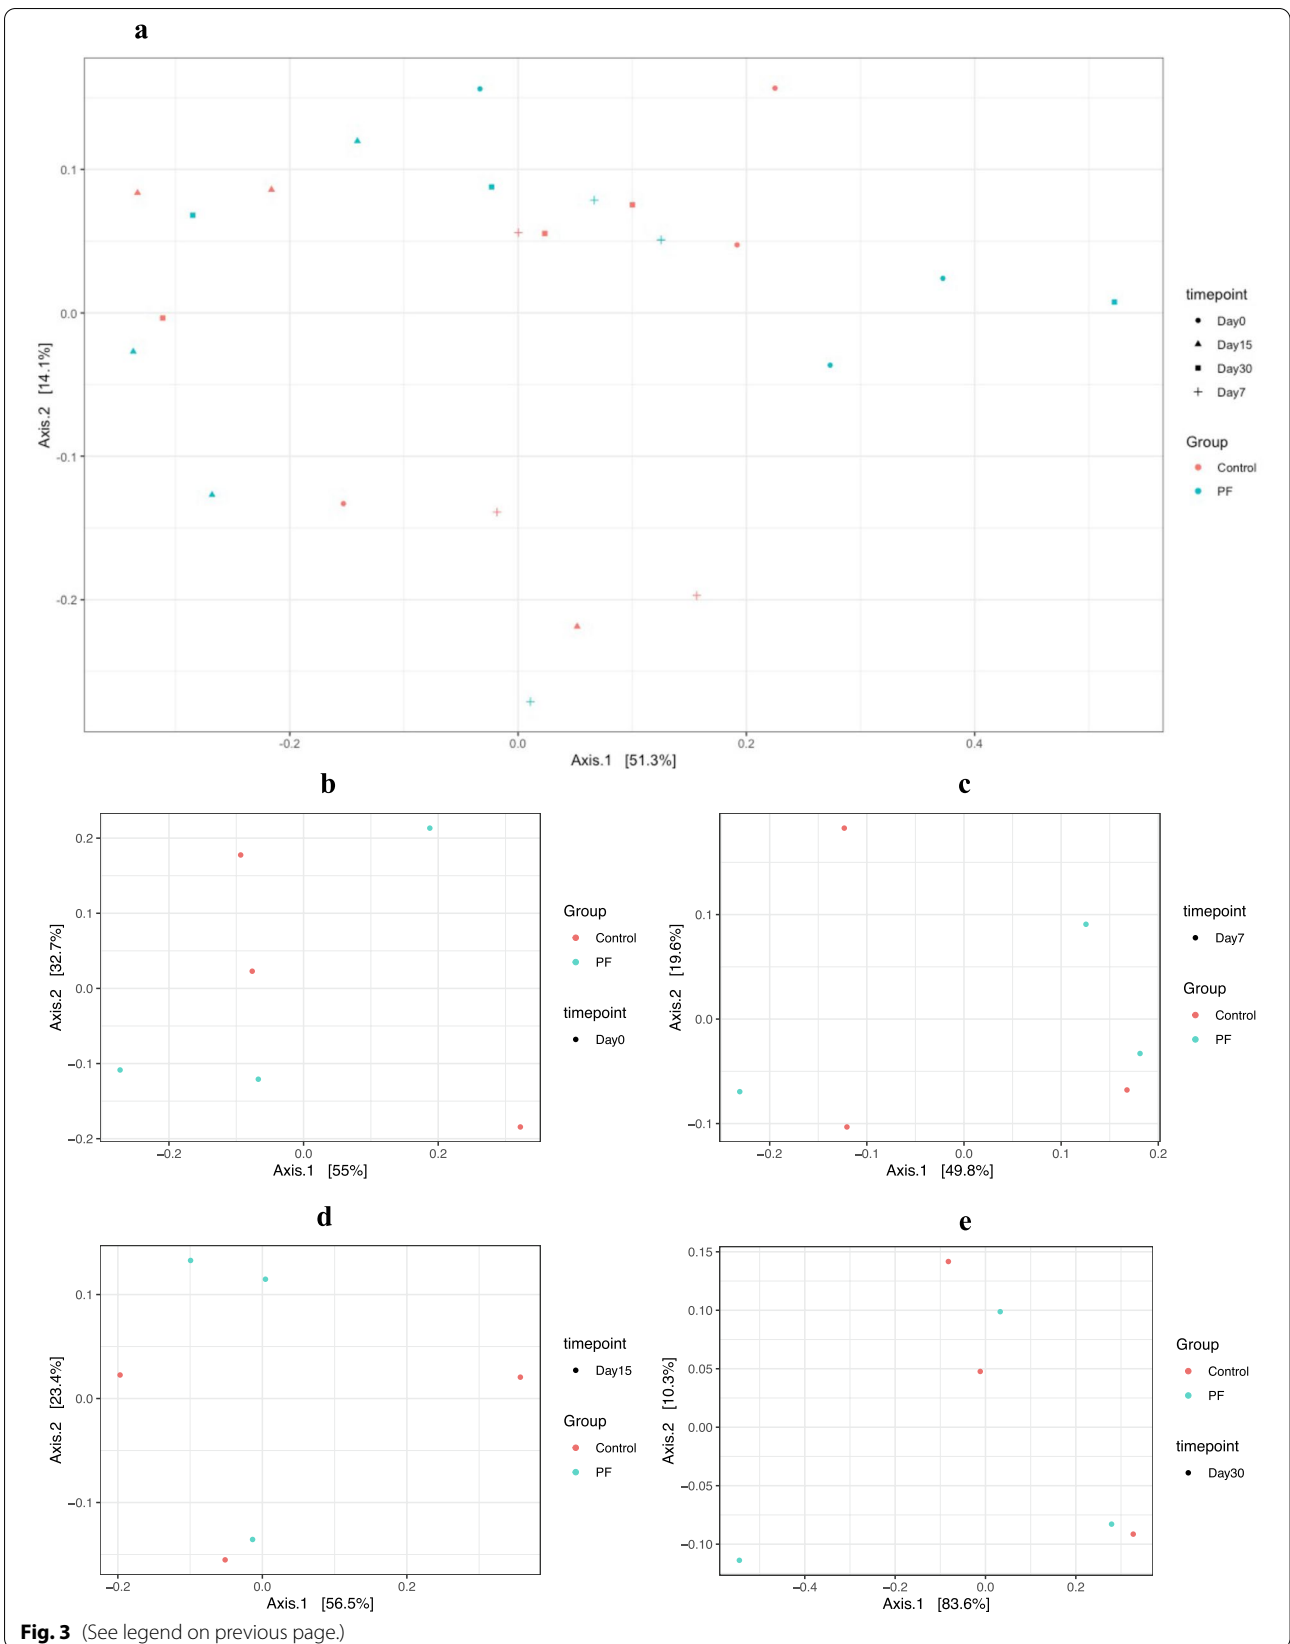 a
0.1
0.0
-0.1
-0.2
Axis.2 [14.1%]
-0.2 0.0 0.2 0.4
Axis.1 [51.3%]
timepoint
Day0
Day15
Day30
Day7
Group
Control
PF
b
0.2
0.1
0.0
−0.1
−0.2
Axis.2 [32.7%]
−0.2 0.0 0.2
Axis.1 [55%]
Group
Control
PF
timepoint
Day0
c
0.1
0.0
−0.1
Axis.2 [19.6%]
−0.2 −0.1 0.0 0.1 0.2
Axis.1 [49.8%]
timepoint
Day7
Group
Control
PF
d
0.1
0.0
−0.1
Axis.2 [23.4%]
−0.2 0.0 0.2
Axis.1 [56.5%]
timepoint
Day15
Group
Control
PF
e
0.15
0.10
0.05
0.00
−0.05
−0.10
Axis.2 [10.3%]
−0.4 −0.2 0.0 0.2
Axis.1 [83.6%]
Group
Control
PF
timepoint
Day30
Fig. 3 (See legend on previous page.)